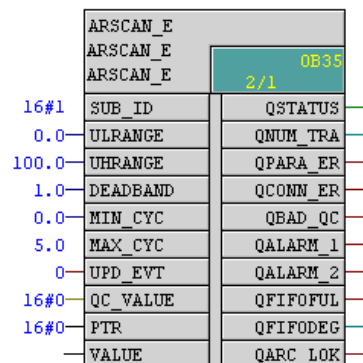 ARSCAN_E
ARSCAN_E
ARSCAN_E
OB35
2/1
16#1 SUB_ID QSTATUS
0.0 ULRANGE QNUM_TRA
100.0 UHRANGE QPARA_ER
1.0 DEADBAND QCONN_ER
0.0 MIN_CYC QBAD_QC
5.0 MAX_CYC QALARM_1
0 UPD_EVT QALARM_2
16#0 QC_VALUE QFIFOFUL
16#0 PTR QFIFODEG
VALUE QARC_LOK